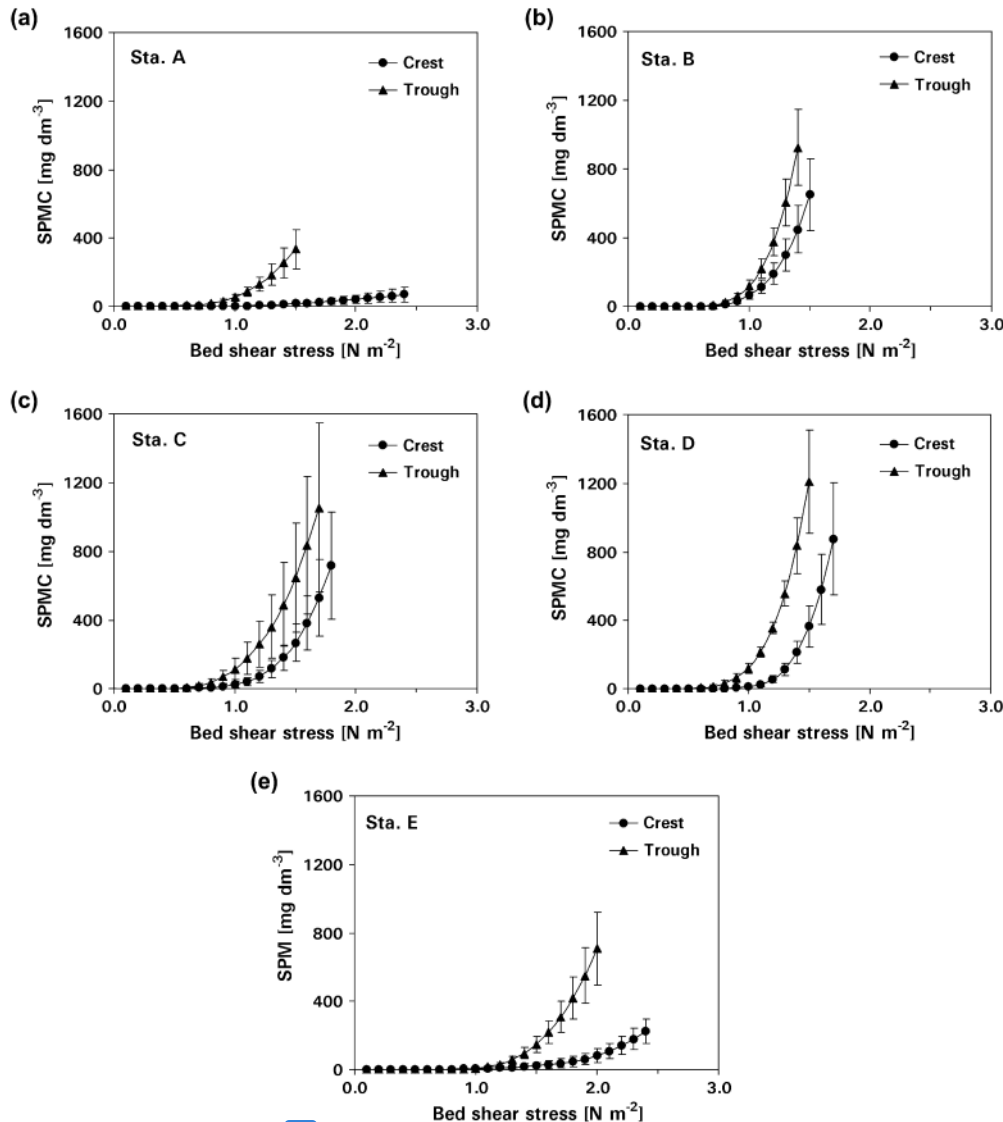 (a)
1600
1200
800
400
0
SPMC [mg dm-3]
Sta. A
Crest
Trough
0.0 1.0 2.0 3.0
Bed shear stress [N m-2]
(b)
1600
1200
800
400
0
SPMC [mg dm-3]
Sta. B
Crest
Trough
0.0 1.0 2.0 3.0
Bed shear stress [N m-2]
(c)
1600
1200
800
400
0
SPMC [mg dm-3]
Sta. C
Crest
Trough
0.0 1.0 2.0 3.0
Bed shear stress [N m-2]
(d)
1600
1200
800
400
0
SPMC [mg dm-3]
Sta. D
Crest
Trough
0.0 1.0 2.0 3.0
Bed shear stress [N m-2]
(e)
1600
1200
800
400
0
SPM [mg dm-3]
Sta. E
Crest
Trough
0.0 1.0 2.0 3.0
Bed shear stress [N m-2]